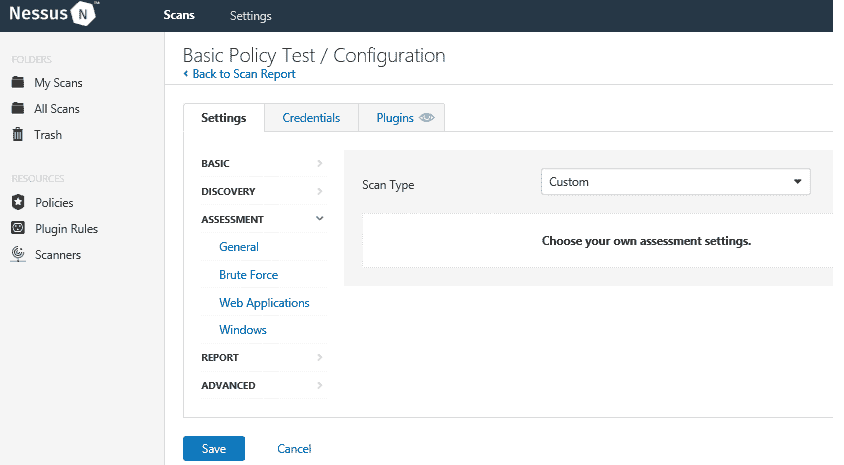 Nessus N ™
Scans Settings
FOLDERS
My Scans
All Scans
Trash
RESOURCES
Policies
Plugin Rules
Scanners
Basic Policy Test / Configuration
Back to Scan Report
Settings Credentials Plugins
BASIC
DISCOVERY
ASSESSMENT
General
Brute Force
Web Applications
Windows
REPORT
ADVANCED
Scan Type Custom
Choose your own assessment settings.
Save Cancel